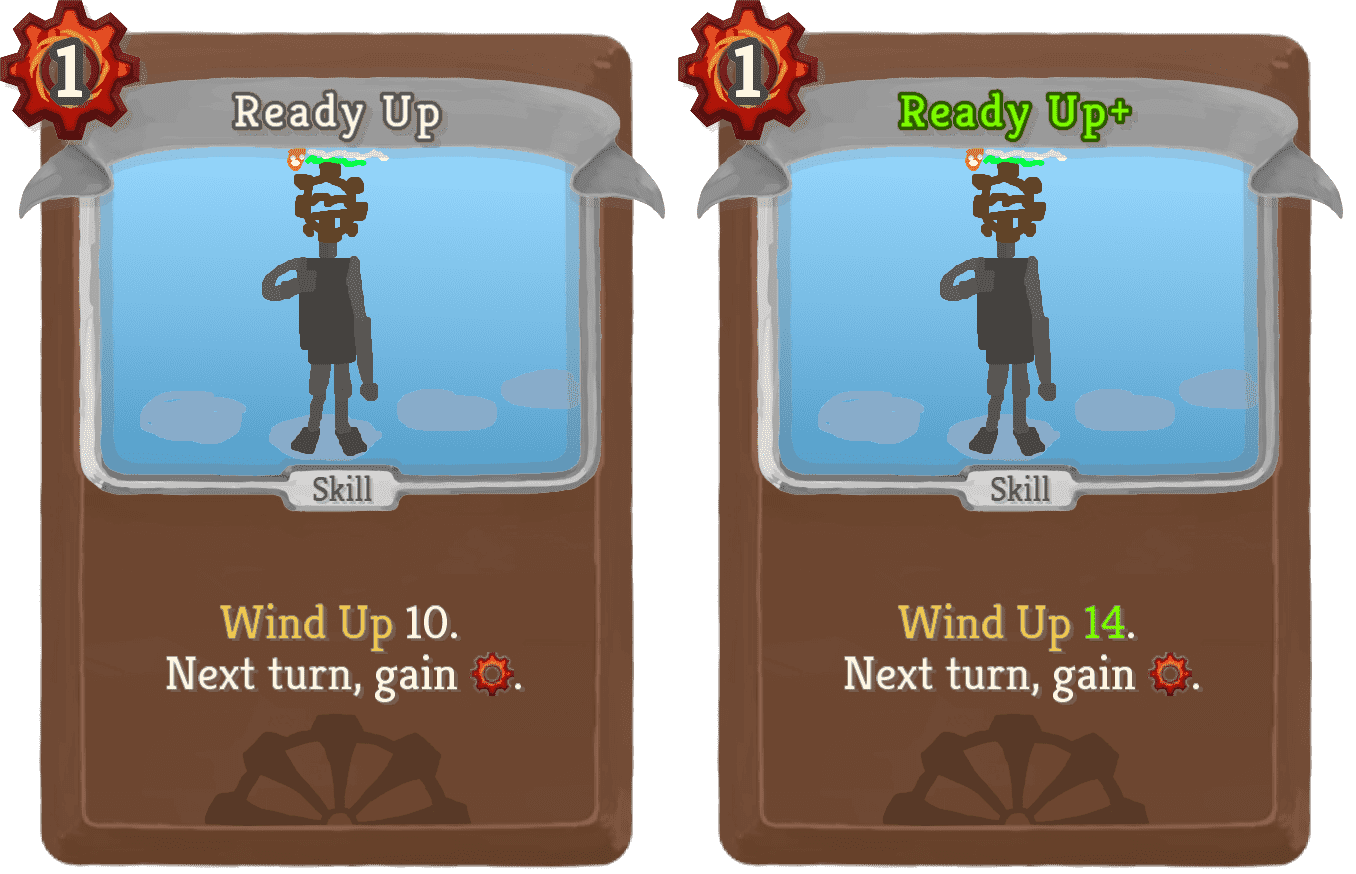 1
Ready Up
Skill
Wind Up 10.
Next turn, gain .
1
Ready Up+
Skill
Wind Up 14.
Next turn, gain .